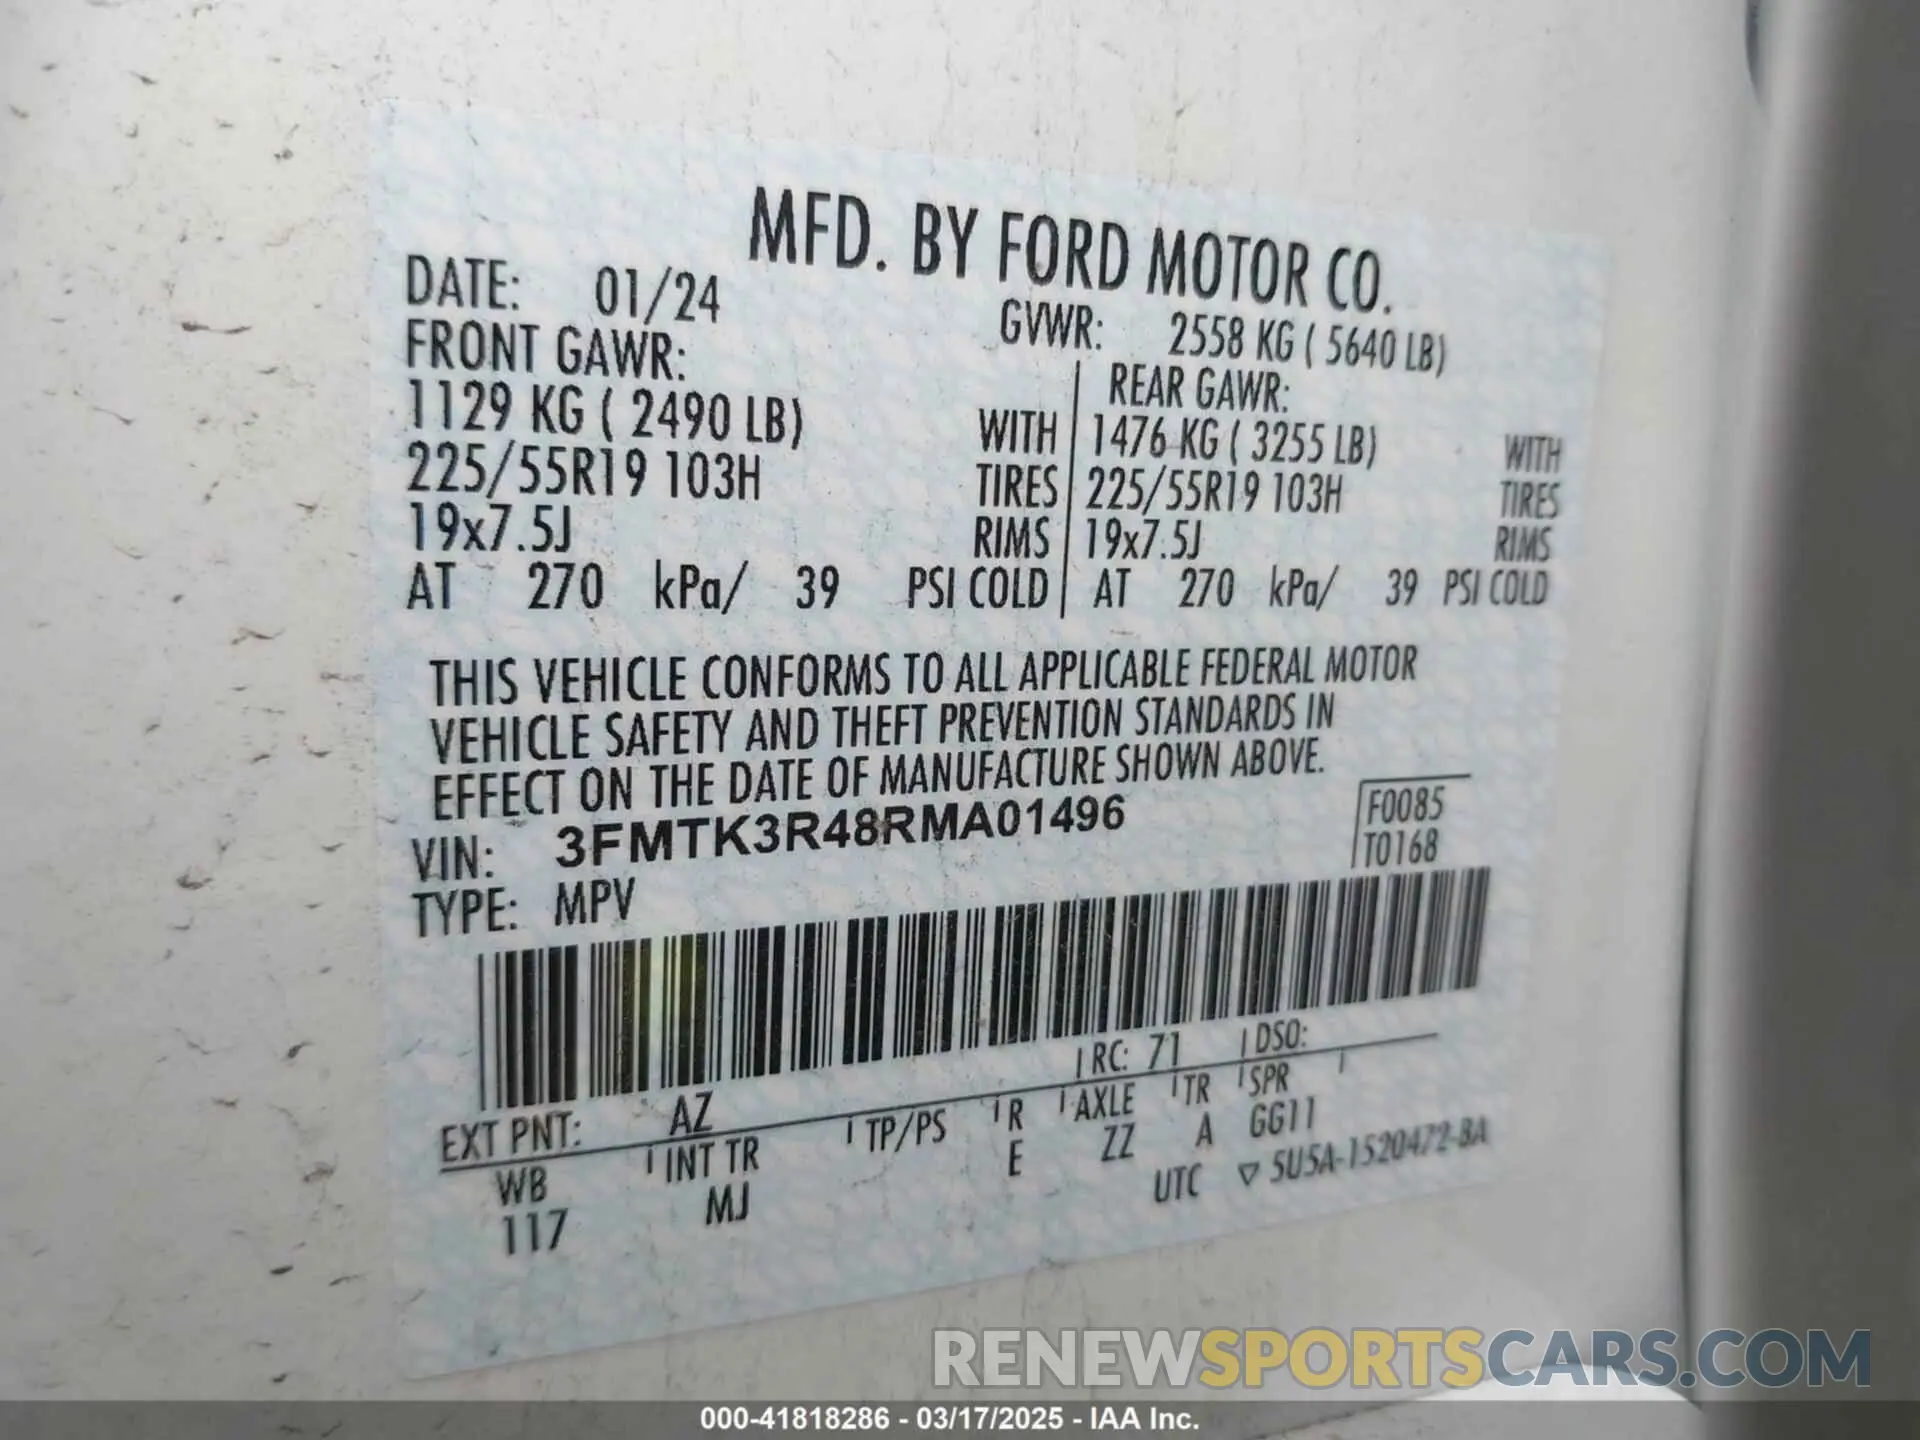 MFD. BY FORD MOTOR CO.
DATE: 01/24
GVWR: 2558 KG ( 5640 LB)
FRONT GAWR:
REAR GAWR:
1129 KG ( 2490 LB) WITH
1476 KG ( 3255 LB) WITH
225/55R19 103H TIRES
225/55R19 103H TIRES
19x7.5J RIMS
19x7.5J RIMS
AT 270 kPa/ 39 PSI COLD
AT 270 kPa/ 39 PSI COLD
THIS VEHICLE CONFORMS TO ALL APPLICABLE FEDERAL MOTOR
VEHICLE SAFETY AND THEFT PREVENTION STANDARDS IN
EFFECT ON THE DATE OF MANUFACTURE SHOWN ABOVE.
VIN: 3FMTK3R48RMA01496
F0085
TYPE: MPV
T0168
EXT PNT: AZ RC: 71 DSO:
WB INT TR TP/PS R AXLE TR SPR
117 MJ E ZZ A GG11
UTC ▽ 5U5A-1520472-BA
RENEWSPORTSCARS.COM
000-41818286 - 03/17/2025 - IAA Inc.